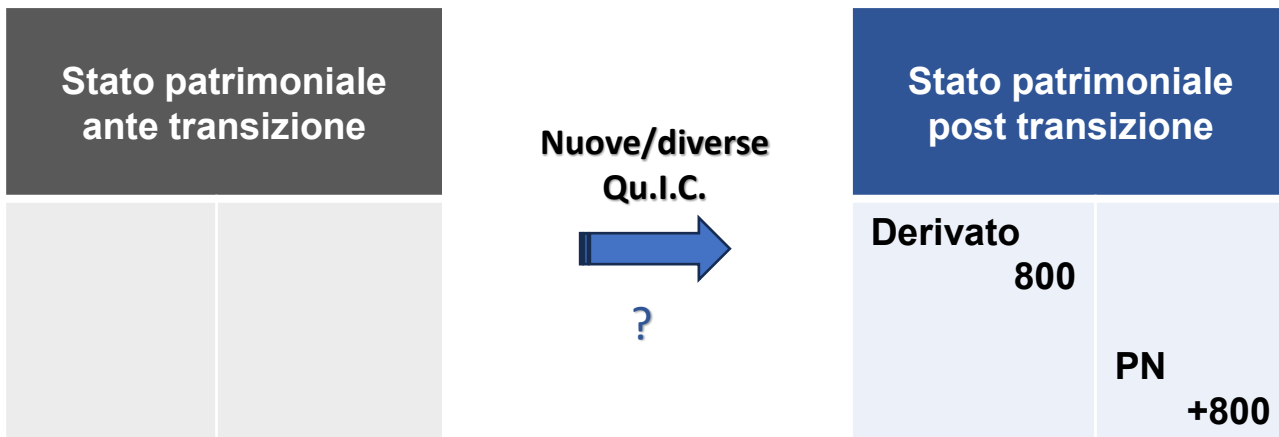 Stato patrimoniale
ante transizione
Nuove/diverse
Qu.I.C.
?
Stato patrimoniale
post transizione
Derivato
800
PN
+800